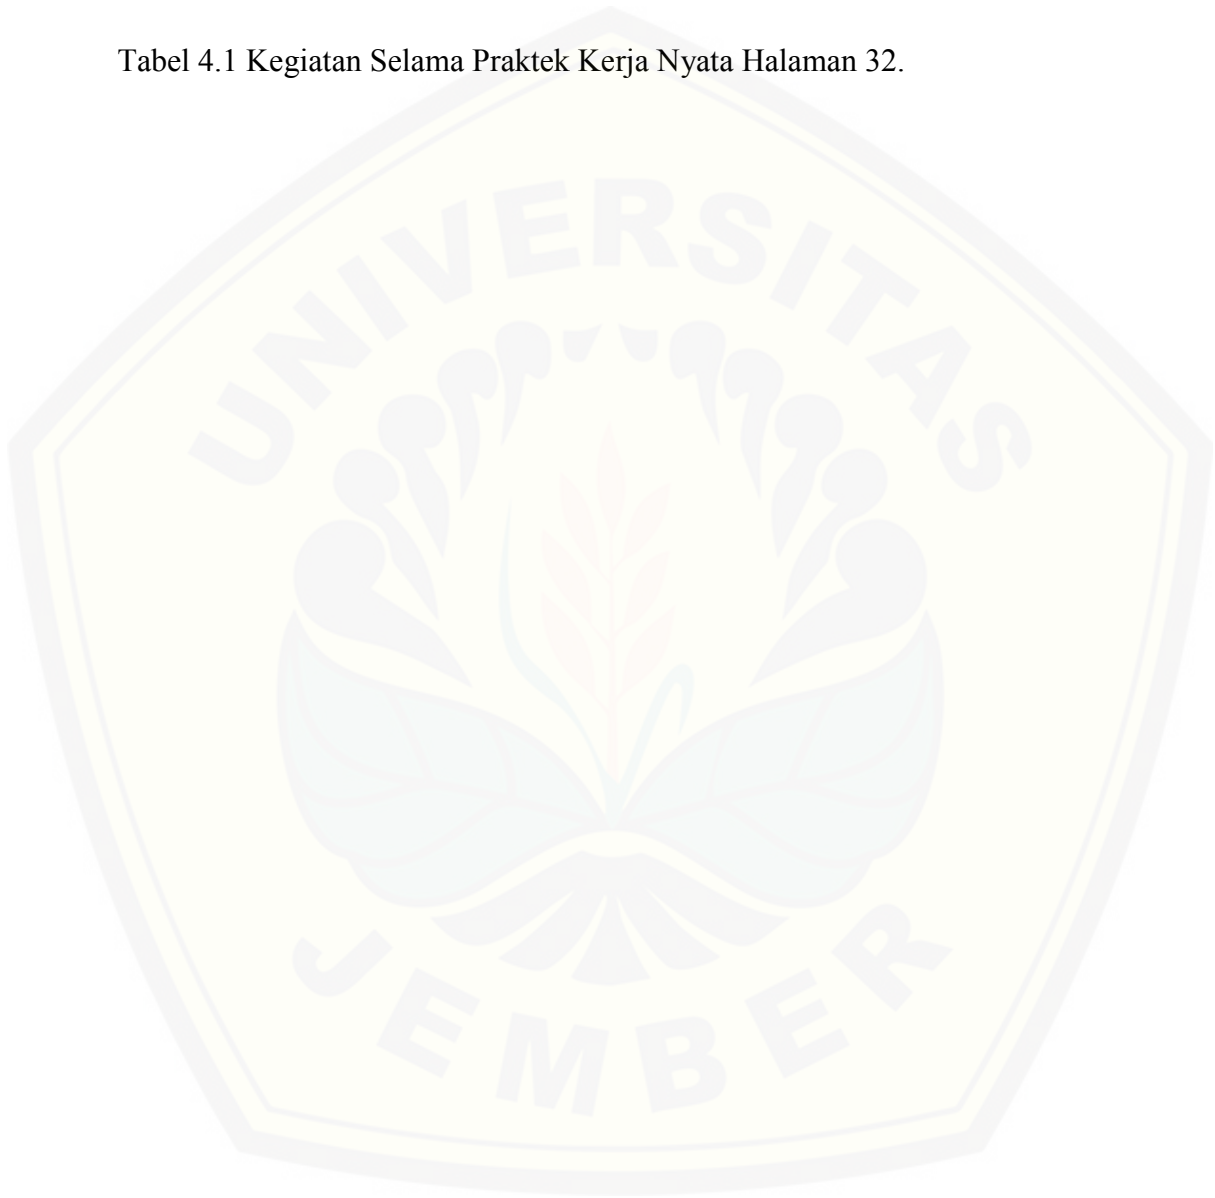 Tabel 4.1 Kegiatan Selama Praktek Kerja Nyata Halaman 32.
UNIVERSITAS
JEMBER